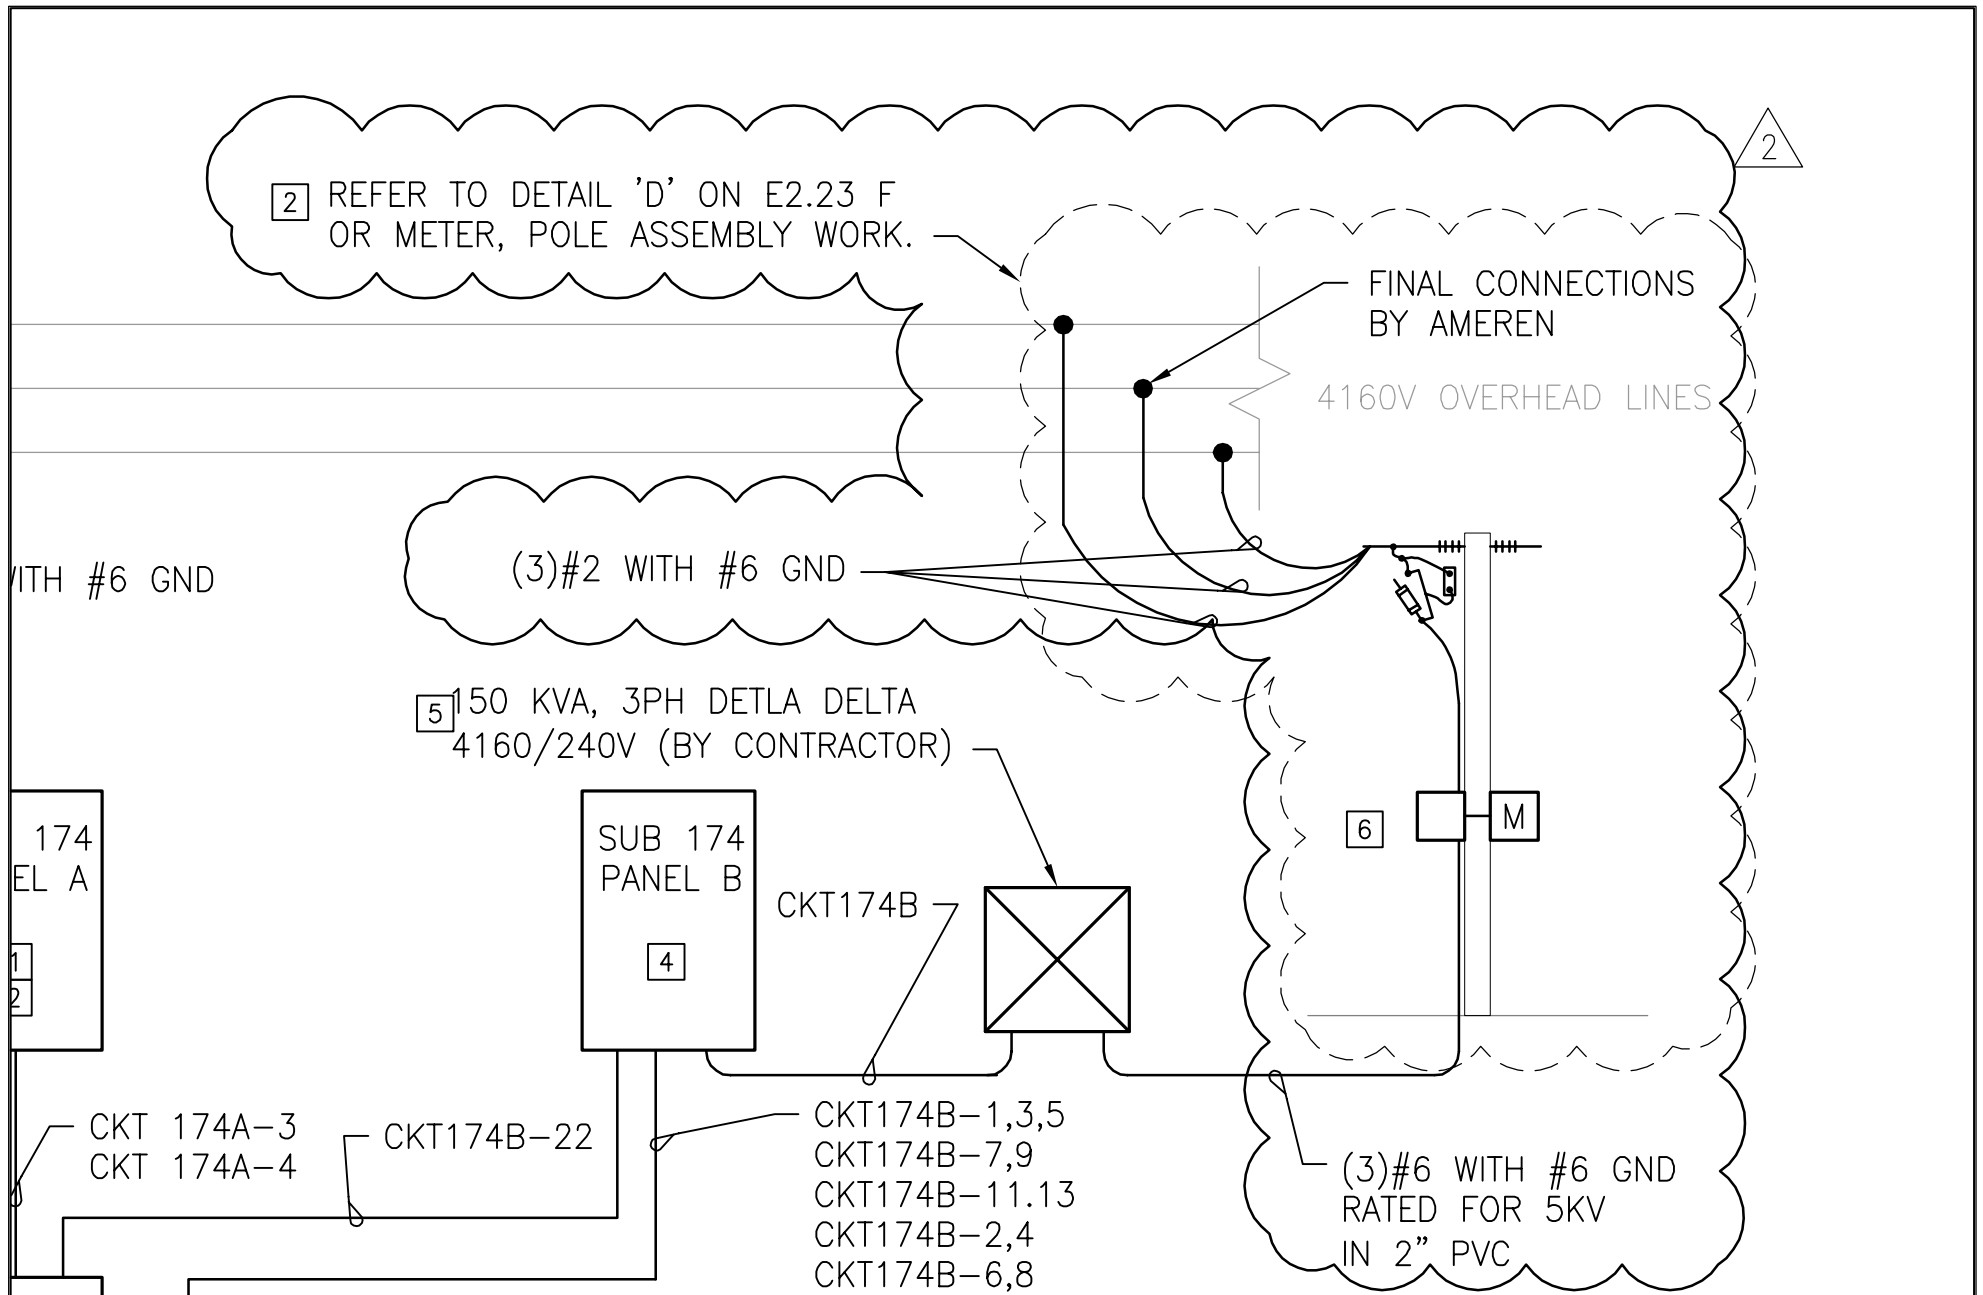 2
2 REFER TO DETAIL 'D' ON E2.23 F
OR METER, POLE ASSEMBLY WORK.
FINAL CONNECTIONS
BY AMEREN
4160V OVERHEAD LINES
(3)#2 WITH #6 GND
#6 GND
5 150 KVA, 3PH DETLA DELTA
4160/240V (BY CONTRACTOR)
174
A
1
2
SUB 174
PANEL B
4
CKT174B
6
M
CKT 174A-3
CKT 174A-4
CKT174B-22
CKT174B-1,3,5
CKT174B-7,9
CKT174B-11.13
CKT174B-2,4
CKT174B-6,8
(3)#6 WITH #6 GND
RATED FOR 5KV
IN 2” PVC